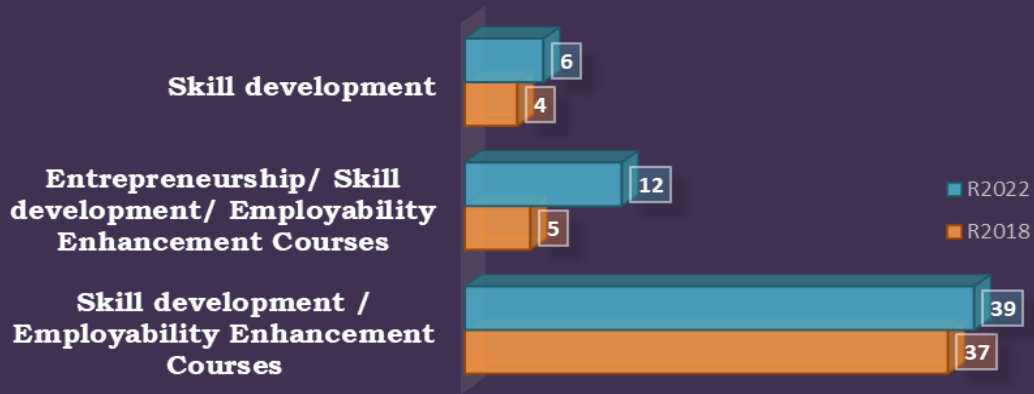 Skill development
6
4
Entrepreneurship/ Skill
development/ Employability
Enhancement Courses
12
5
Skill development /
Employability Enhancement
Courses
39
37
R2022
R2018